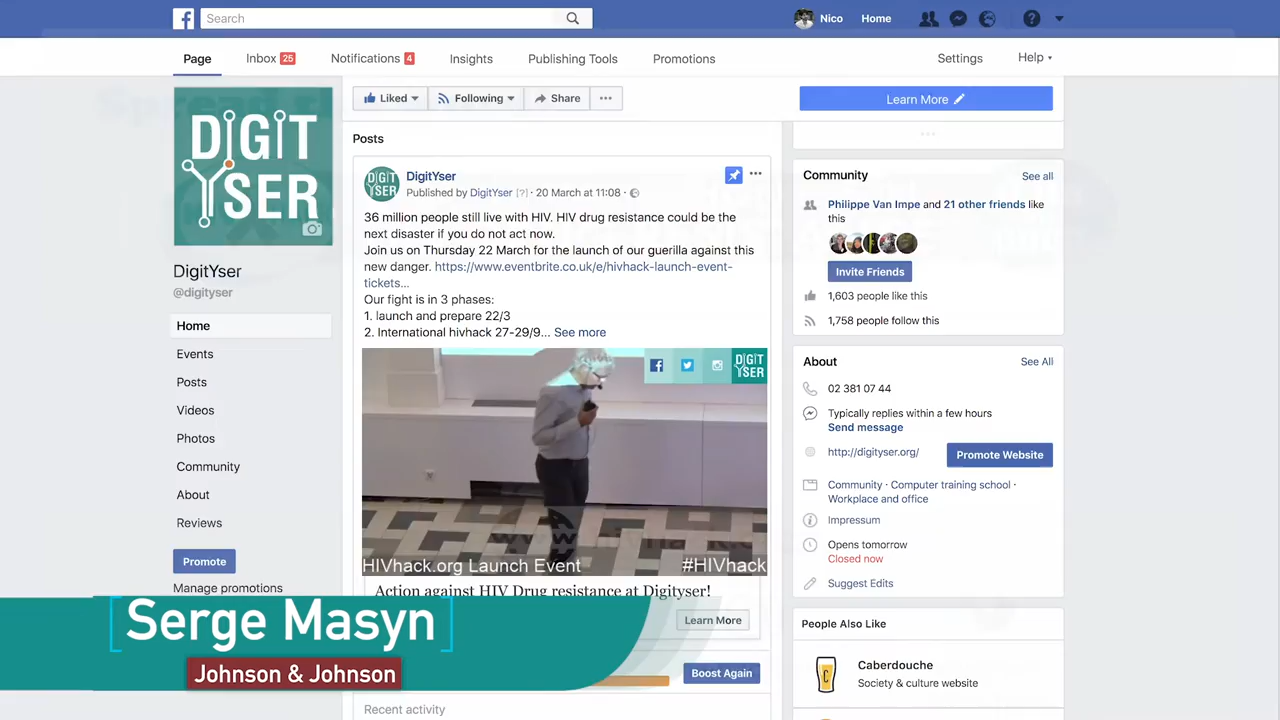 Search
Nico
Home
Page
Inbox 25
Notifications 4
Insights
Publishing Tools
Promotions
Settings
Help
Liked
Following
Share
Learn More
DIGIT
YSER
DigitYser
@digityser
Home
Events
Posts
Videos
Photos
Community
About
Reviews
Promote
Manage promotions
Posts
DIGIT
YSER
DigitYser
Published by DigitYser [?] · 20 March at 11:08 ·
36 million people still live with HIV. HIV drug resistance could be the
next disaster if you do not act now.
Join us on Thursday 22 March for the launch of our guerilla against this
new danger. https://www.eventbrite.co.uk/e/hivhack-launch-event-
tickets...
Our fight is in 3 phases:
1. launch and prepare 22/3
2. International hivhack 27-29/9... See more
DIGIT
YSER
HIVhack.org Launch Event
#HIVhack
Action against HIV Drug resistance at Digityser!
Learn More
Boost Again
Recent activity
Community
See all
Philippe Van Impe and 21 other friends like
this
Invite Friends
1,603 people like this
1,758 people follow this
About
See All
02 381 07 44
Typically replies within a few hours
Send message
http://digityser.org/
Promote Website
Community · Computer training school ·
Workplace and office
Impressum
Opens tomorrow
Closed now
Suggest Edits
People Also Like
Caberdouche
Society & culture website
Serge Masyn
Johnson & Johnson